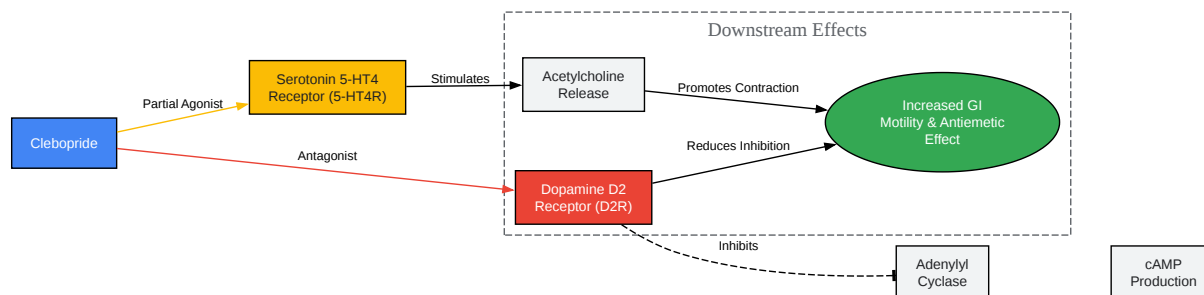 Downstream Effects
Serotonin 5-HT4
Receptor (5-HT4R)
Stimulates
Acetylcholine
Release
Promotes Contraction
Partial Agonist
Increased GI
Motility & Antiemetic
Effect
Clebopride
Antagonist
Reduces Inhibition
Dopamine D2
Receptor (D2R)
Inhibits
Adenylyl
Cyclase
cAMP
Production